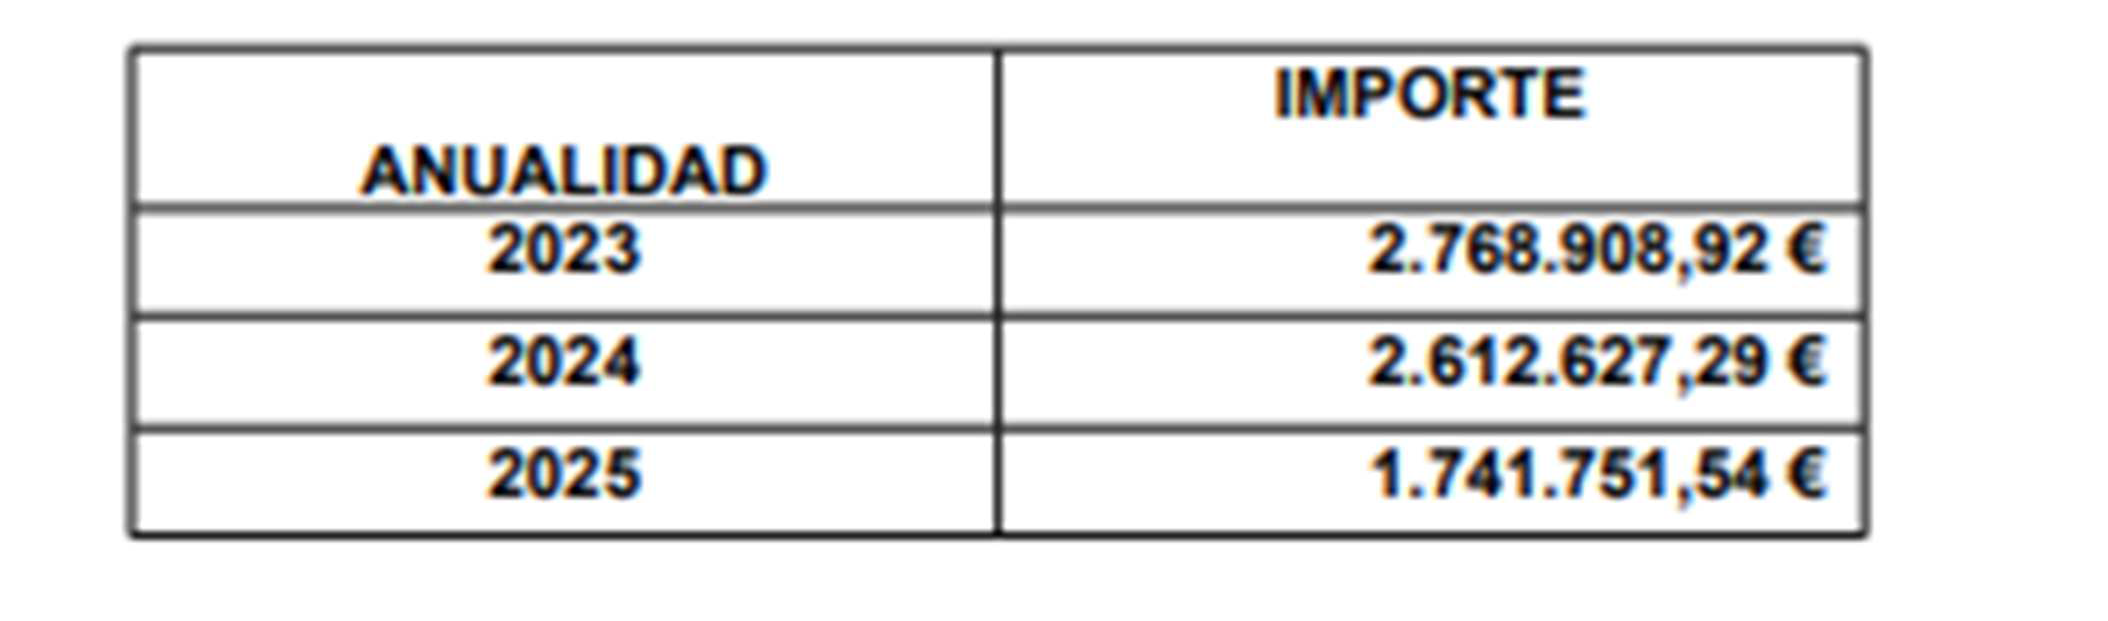 ANUALIDAD IMPORTE
2023 2.768.908,92 €
2024 2.612.627,29 €
2025 1.741.751,54 €